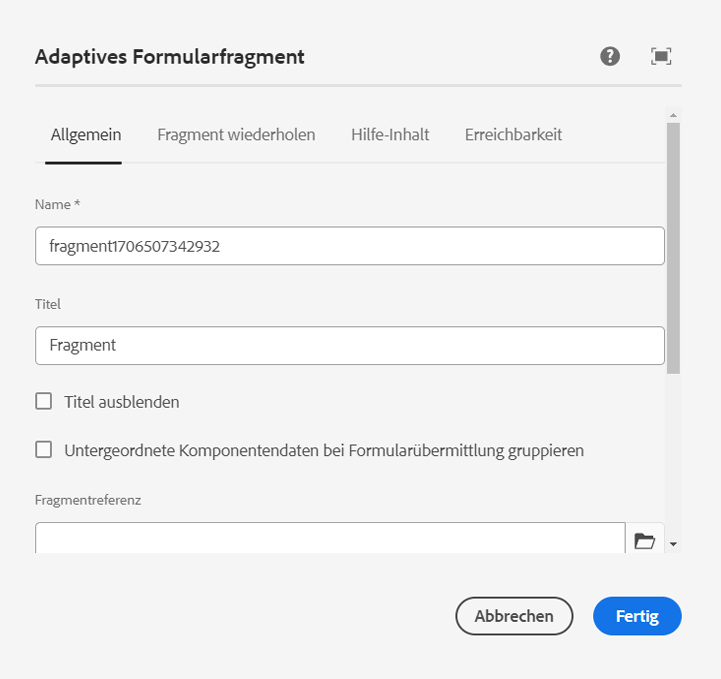 Adaptives Formularfragment
Allgemein Fragment wiederholen Hilfe-Inhalt Erreichbarkeit
Name *
fragment1706507342932
Titel
Fragment
Titel ausblenden
Untergeordnete Komponentendaten bei Formularübermittlung gruppieren
Fragmentreferenz
Abbrechen Fertig